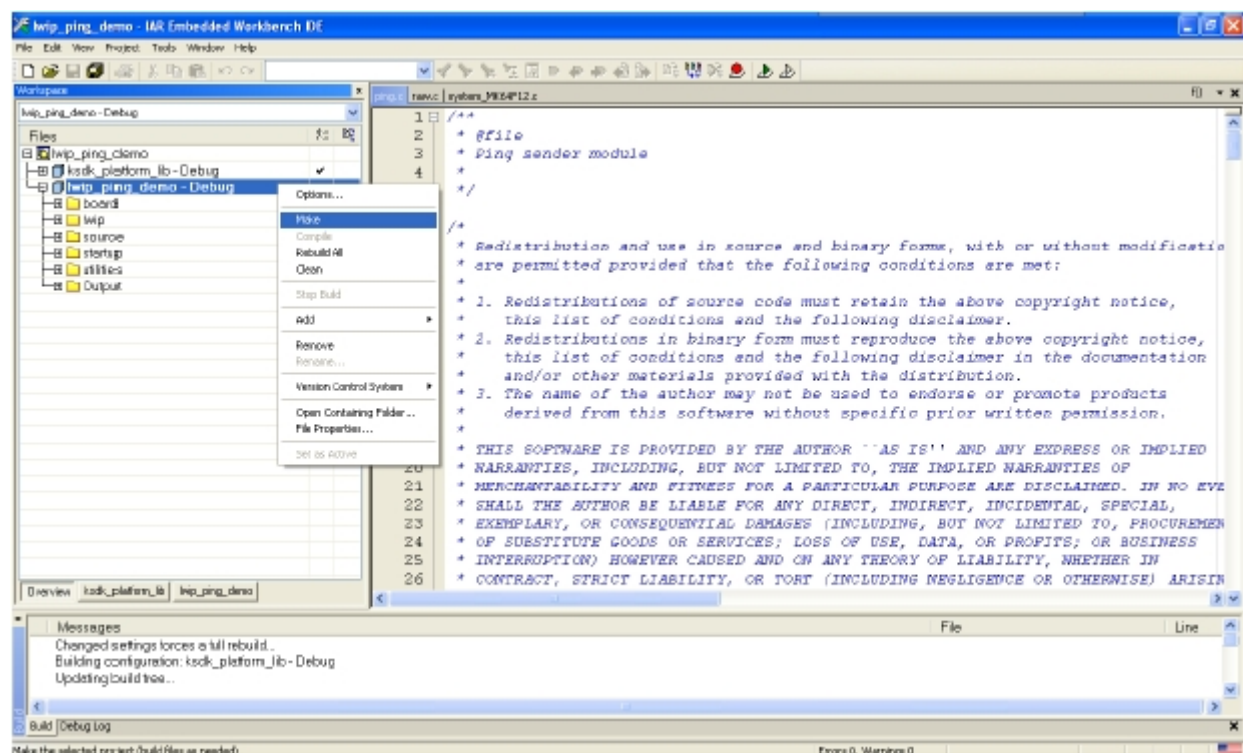 lwip_ping_demo - IAR Embedded Workbench IDE
File Edit View Project Tools Window Help
Workspace
lwip_ping_demo - Debug
Files
lwip_ping_demo
ksdk_platform_lib - Debug
lwip_ping_demo - Debug
board
lwip
source
startup
utilities
Output
Overview ksdk_platform_lib lwip_ping_demo
Options...
Make
Compile
Rebuild All
Clean
Stop Build
Add
Remove
Rename...
Version Control System
Open Containing Folder...
File Properties...
Set as Active
ping.c rawv.c system_MK64F12.c f()
1 /**
2 * @file
3 * Ping sender module
4 *
*/
/*
* Redistribution and use in source and binary forms, with or without modificatio
* are permitted provided that the following conditions are met:
*
* 1. Redistributions of source code must retain the above copyright notice,
* this list of conditions and the following disclaimer.
* 2. Redistributions in binary form must reproduce the above copyright notice,
* this list of conditions and the following disclaimer in the documentation
* and/or other materials provided with the distribution.
* 3. The name of the author may not be used to endorse or promote products
* derived from this software without specific prior written permission.
*
* THIS SOFTWARE IS PROVIDED BY THE AUTHOR ``AS IS'' AND ANY EXPRESS OR IMPLIED
20 * WARRANTIES, INCLUDING, BUT NOT LIMITED TO, THE IMPLIED WARRANTIES OF
21 * MERCHANTABILITY AND FITNESS FOR A PARTICULAR PURPOSE ARE DISCLAIMED. IN NO EVE
22 * SHALL THE AUTHOR BE LIABLE FOR ANY DIRECT, INDIRECT, INCIDENTAL, SPECIAL,
23 * EXEMPLARY, OR CONSEQUENTIAL DAMAGES (INCLUDING, BUT NOT LIMITED TO, PROCUREMEN
24 * OF SUBSTITUTE GOODS OR SERVICES; LOSS OF USE, DATA, OR PROFITS; OR BUSINESS
25 * INTERRUPTION) HOWEVER CAUSED AND ON ANY THEORY OF LIABILITY, WHETHER IN
26 * CONTRACT, STRICT LIABILITY, OR TORT (INCLUDING NEGLIGENCE OR OTHERWISE) ARISIN
Messages File Line
Changed settings forces a full rebuild...
Building configuration: ksdk_platform_lib - Debug
Updating build tree...
Build Debug Log
Make the selected project (build files as needed) Errors 0, Warnings 0